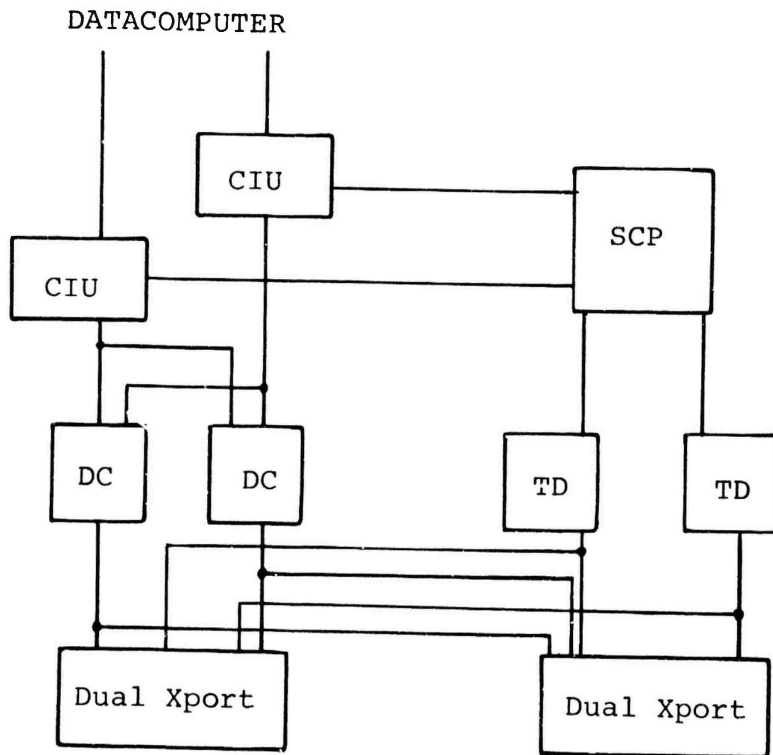 DATACOMPUTER
CIU
SCP
CIU
DC
DC
TD
TD
Dual Xport
Dual Xport